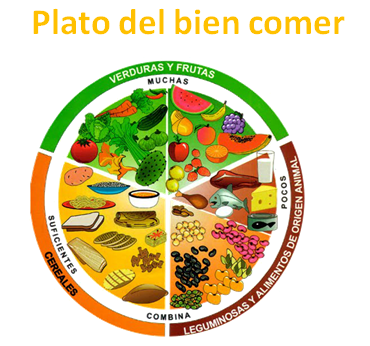 Plato del bien comer
VERDURAS Y FRUTAS
MUCHAS
POCOS
LEGUMINOSAS Y ALIMENTOS DE ORIGEN ANIMAL
SUFICIENTES
CEREALES
COMBINA